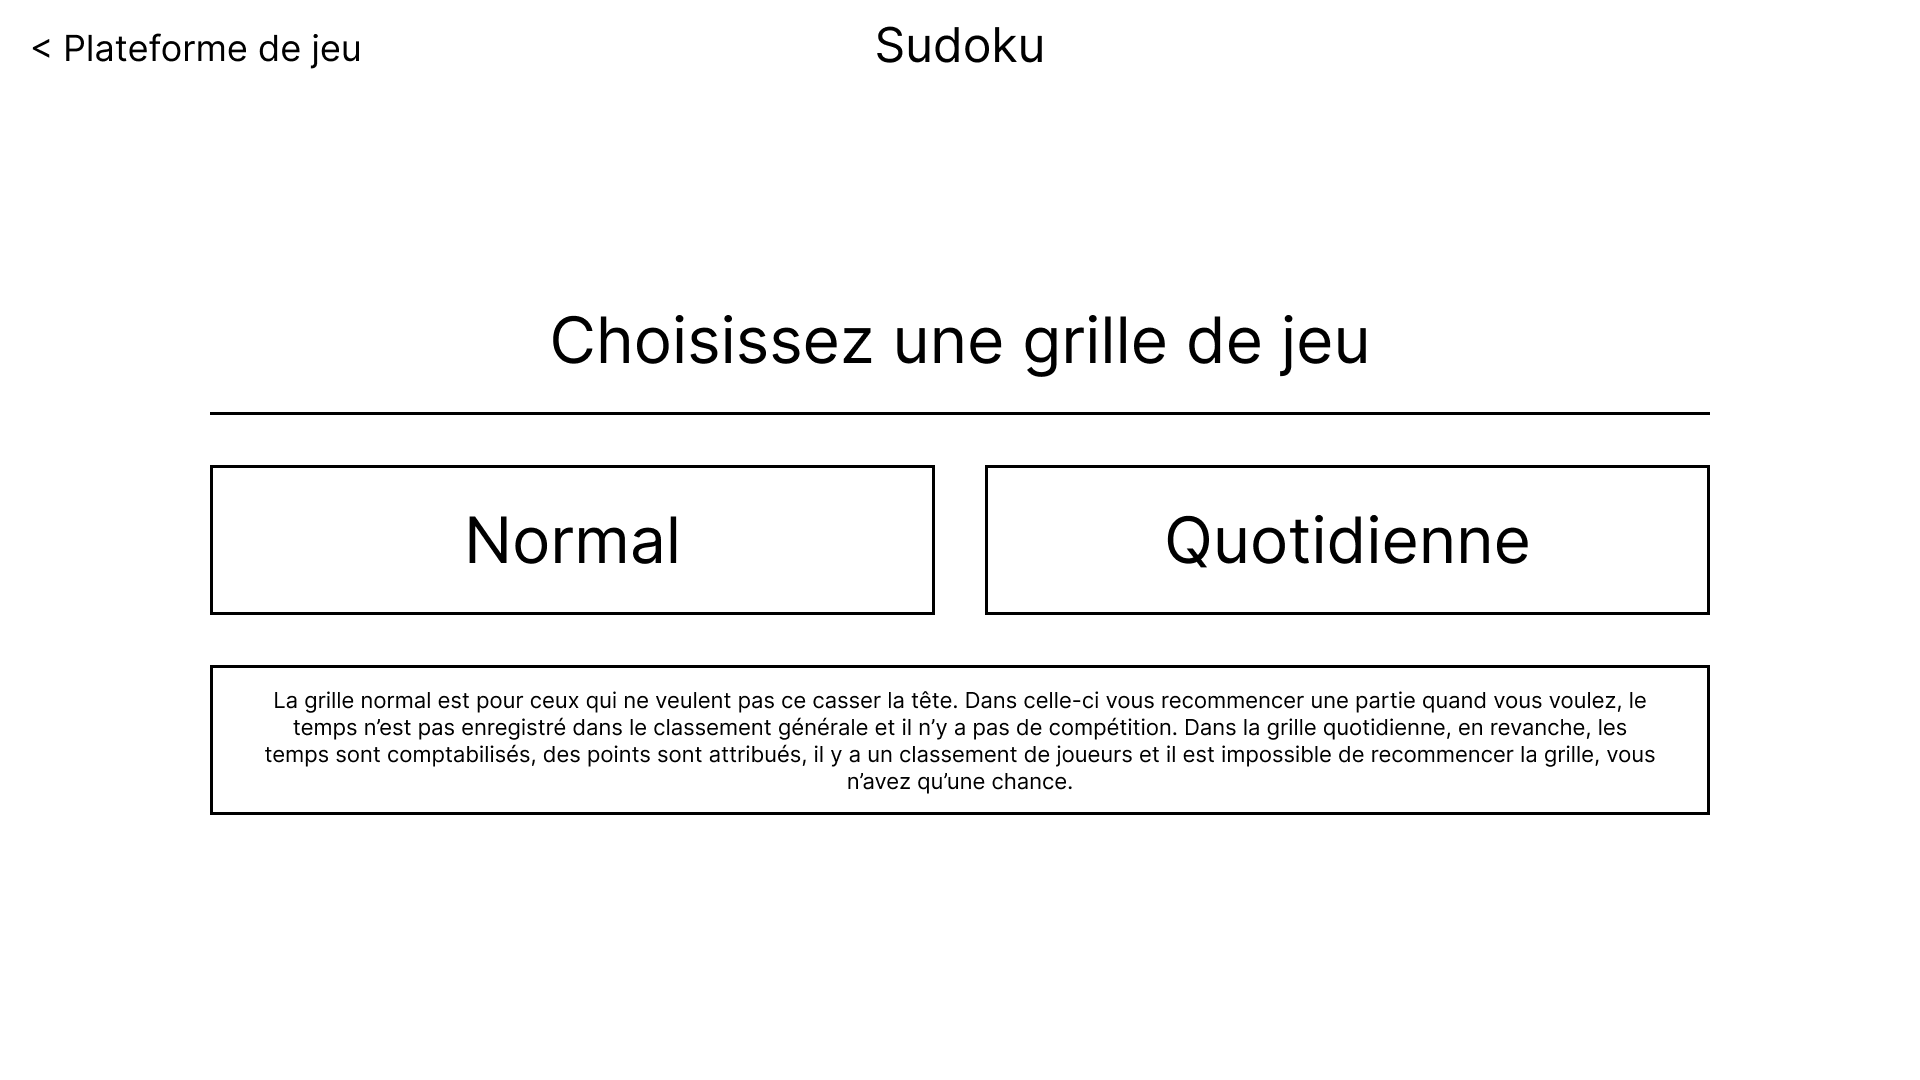 < Plateforme de jeu
Sudoku
Choisissez une grille de jeu
Normal
Quotidienne
La grille normal est pour ceux qui ne veulent pas ce casser la tête. Dans celle-ci vous recommencer une partie quand vous voulez, le
temps n’est pas enregistré dans le classement générale et il n’y a pas de compétition. Dans la grille quotidienne, en revanche, les
temps sont comptabilisés, des points sont attribués, il y a un classement de joueurs et il est impossible de recommencer la grille, vous
n’avez qu’une chance.